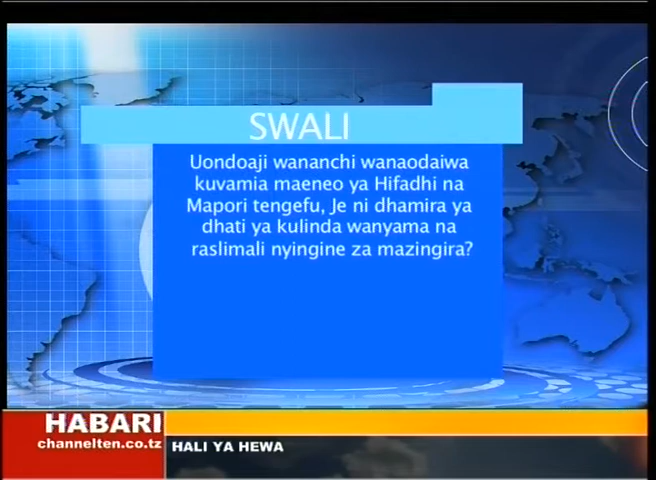 SWALI
Uondoaji wananchi wanaodaiwa
kuvamia maeneo ya Hifadhi na
Mapori tengefu, Je ni dhamira ya
dhati ya kulinda wanyama na
raslimali nyingine za mazingira?
HABARI
channelten.co.tz
HALI YA HEWA